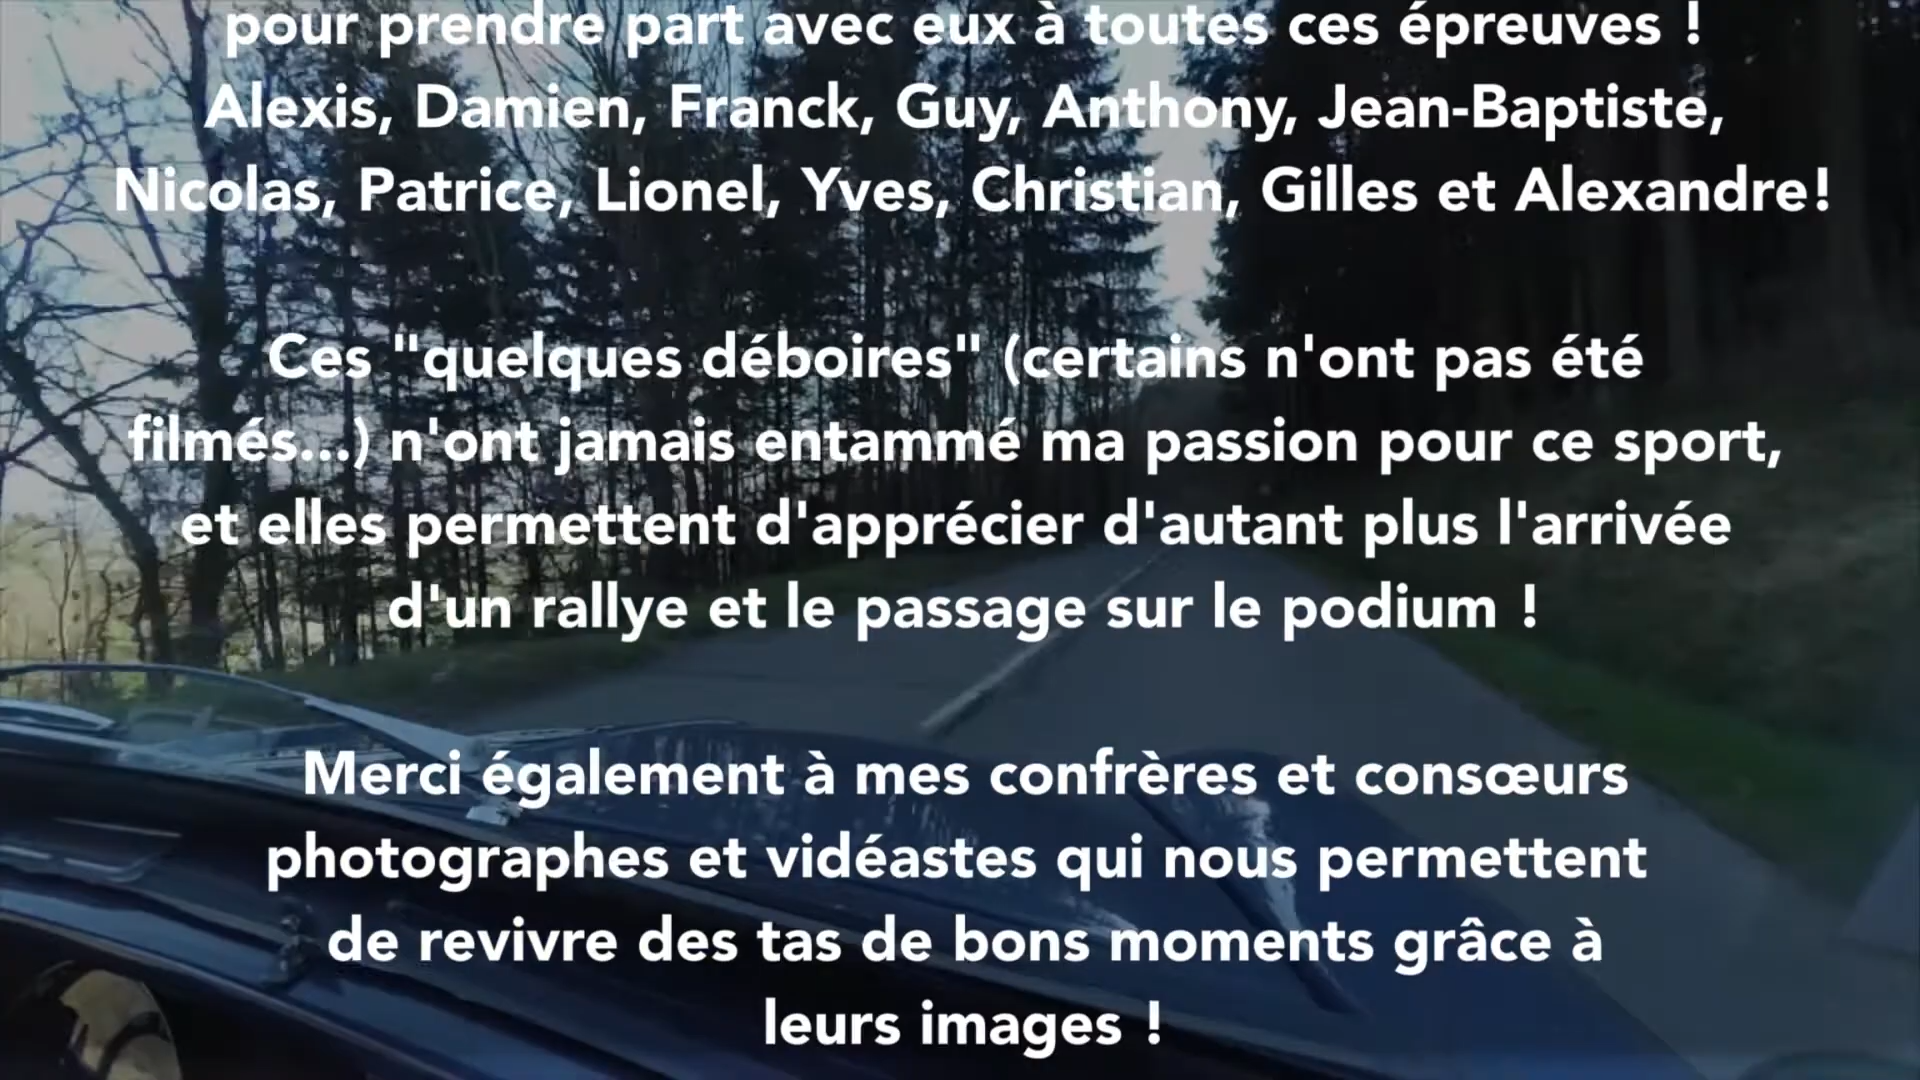 pour prendre part avec eux à toutes ces épreuves !
Alexis, Damien, Franck, Guy, Anthony, Jean-Baptiste,
Nicolas, Patrice, Lionel, Yves, Christian, Gilles et Alexandre!
Ces "quelques déboires" (certains n'ont pas été
filmés...) n'ont jamais entammé ma passion pour ce sport,
et elles permettent d'apprécier d'autant plus l'arrivée
d'un rallye et le passage sur le podium !
Merci également à mes confrères et consœurs
photographes et vidéastes qui nous permettent
de revivre des tas de bons moments grâce à
leurs images !